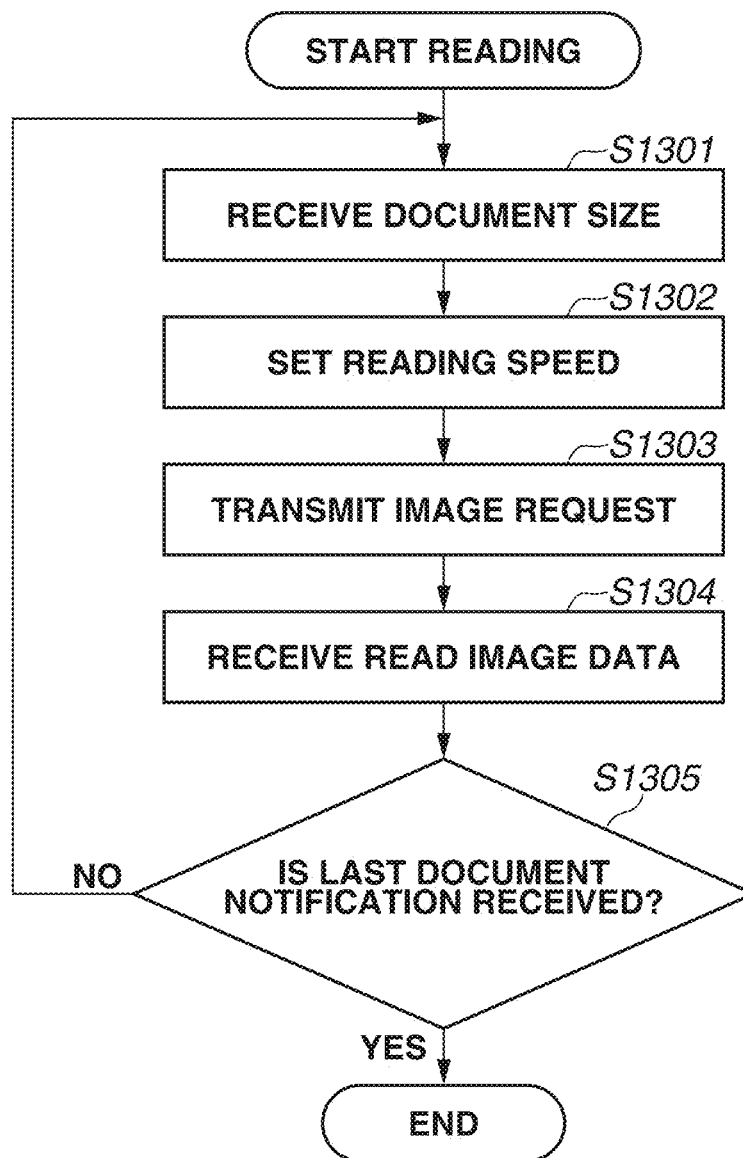 START READING
S1301
RECEIVE DOCUMENT SIZE
S1302
SET READING SPEED
S1303
TRANSMIT IMAGE REQUEST
S1304
RECEIVE READ IMAGE DATA
S1305
IS LAST DOCUMENT
NOTIFICATION RECEIVED?
NO
YES
END